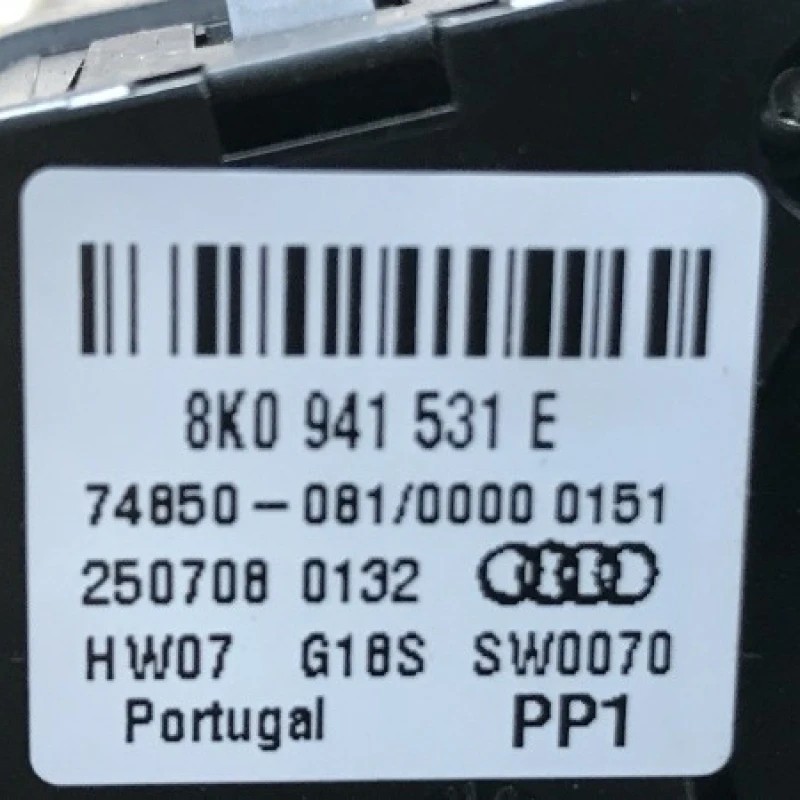 8K0 941 531 E
74850-081/0000 0151
250708 0132
HW07 G18S SW0070
Portugal PP1